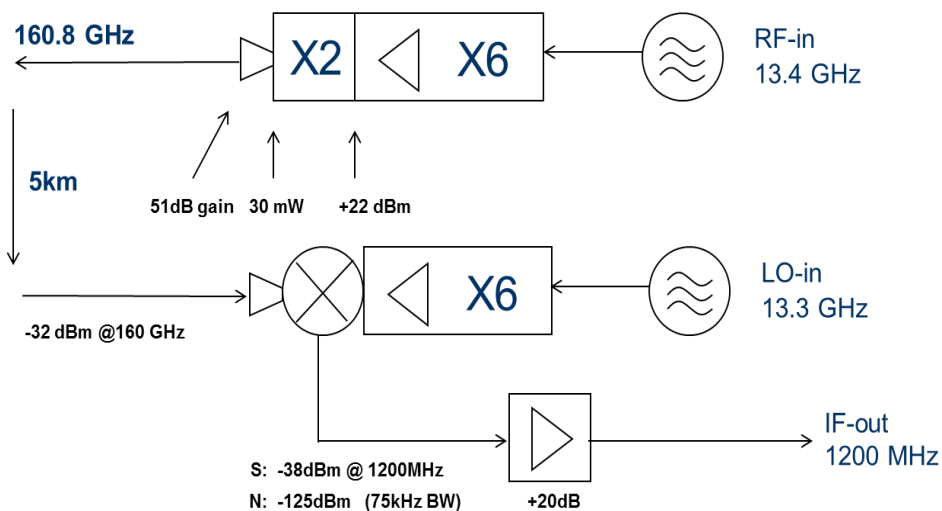 160.8 GHz
X2
X6
RF-in
13.4 GHz
5km
51dB gain
30 mW
+22 dBm
-32 dBm @160 GHz
X6
LO-in
13.3 GHz
S: -38dBm @ 1200MHz
N: -125dBm (75kHz BW)
+20dB
IF-out
1200 MHz